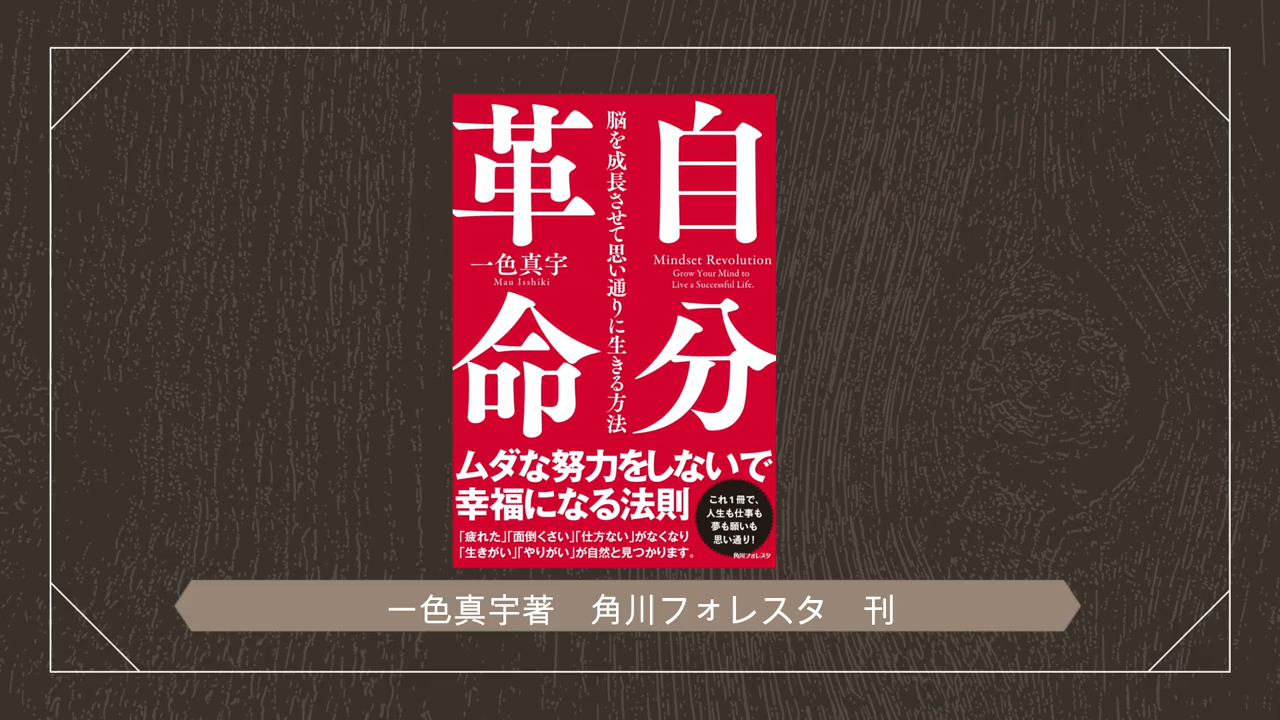 自分
革命
脳を成長させて思い通りに生きる方法
Mindset Revolution
Grow Your Mind to
Live a Successful Life.
一色真宇
Mau Isshiki
ムダな努力をしないで
幸福になる法則
「疲れた」「面倒くさい」「仕方ない」がなくなり
「生きがい」「やりがい」が自然と見つかります。
これ1冊で、
人生も仕事も
夢も願いも
思い通り!
角川フォレスタ
一色真宇著　角川フォレスタ　刊